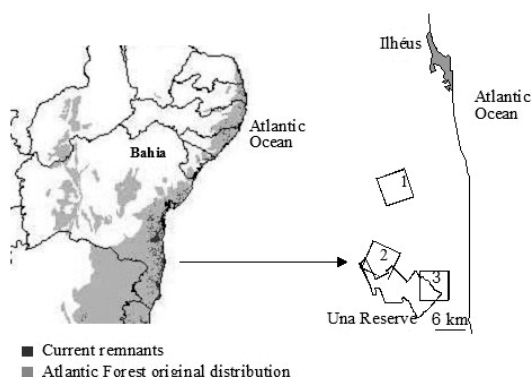 Ilhéus
Atlantic
Ocean
Atlantic
Ocean
Bahia
1
2
3
Una Reserve
6 km
Current remnants
Atlantic Forest original distribution